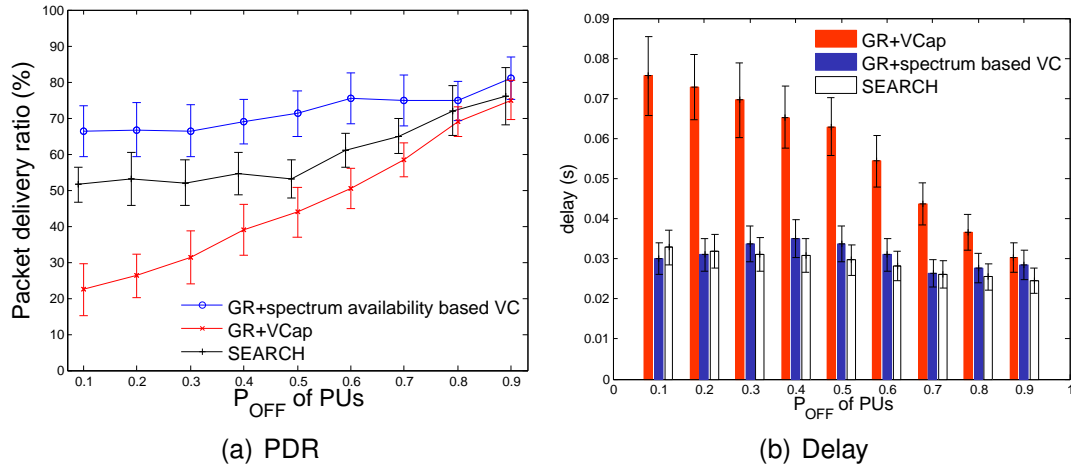 100
90
80
70
60
50
40
30
20
10
0
Packet delivery ratio (%)
GR+spectrum availability based VC
GR+VCap
SEARCH
0.1 0.2 0.3 0.4 0.5 0.6 0.7 0.8 0.9
P_OFF of PUs
(a) PDR
0.09
0.08
0.07
0.06
0.05
0.04
0.03
0.02
0.01
0
delay (s)
GR+VCap
GR+spectrum based VC
SEARCH
0 0.1 0.2 0.3 0.4 0.5 0.6 0.7 0.8 0.9 1
P_OFF of PUs
(b) Delay